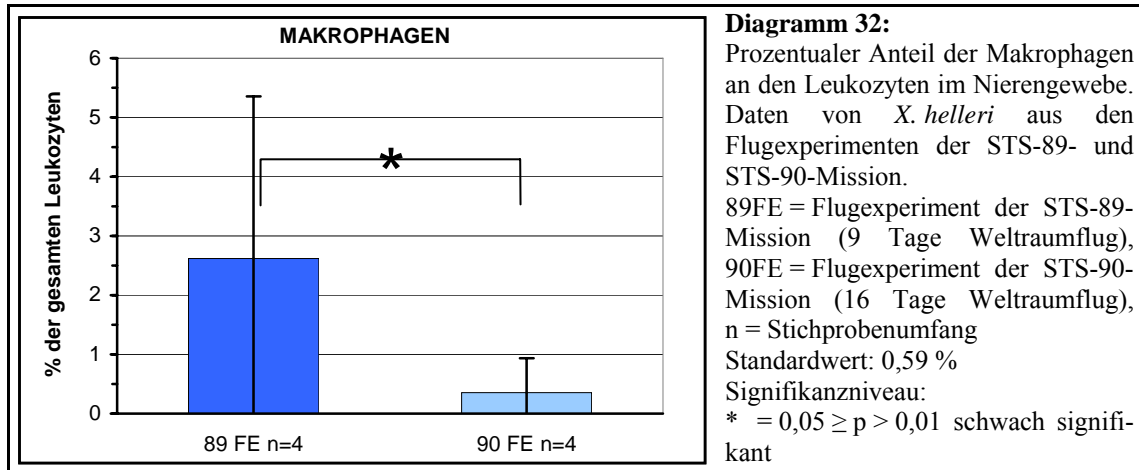 MAKROPHAGEN
6
5
4
3
2
1
0
% der gesamten Leukozyten
*
89 FE n=4
90 FE n=4
Diagramm 32:
Prozentualer Anteil der Makrophagen
an den Leukozyten im Nierengewebe.
Daten von X. helleri aus den
Flugexperimenten der STS-89- und
STS-90-Mission.
89FE = Flugexperiment der STS-89-
Mission (9 Tage Weltraumflug),
90FE = Flugexperiment der STS-90-
Mission (16 Tage Weltraumflug),
n = Stichprobenumfang
Standardwert: 0,59 %
Signifikanzniveau:
* = 0,05 ≥ p > 0,01 schwach signifi-
kant